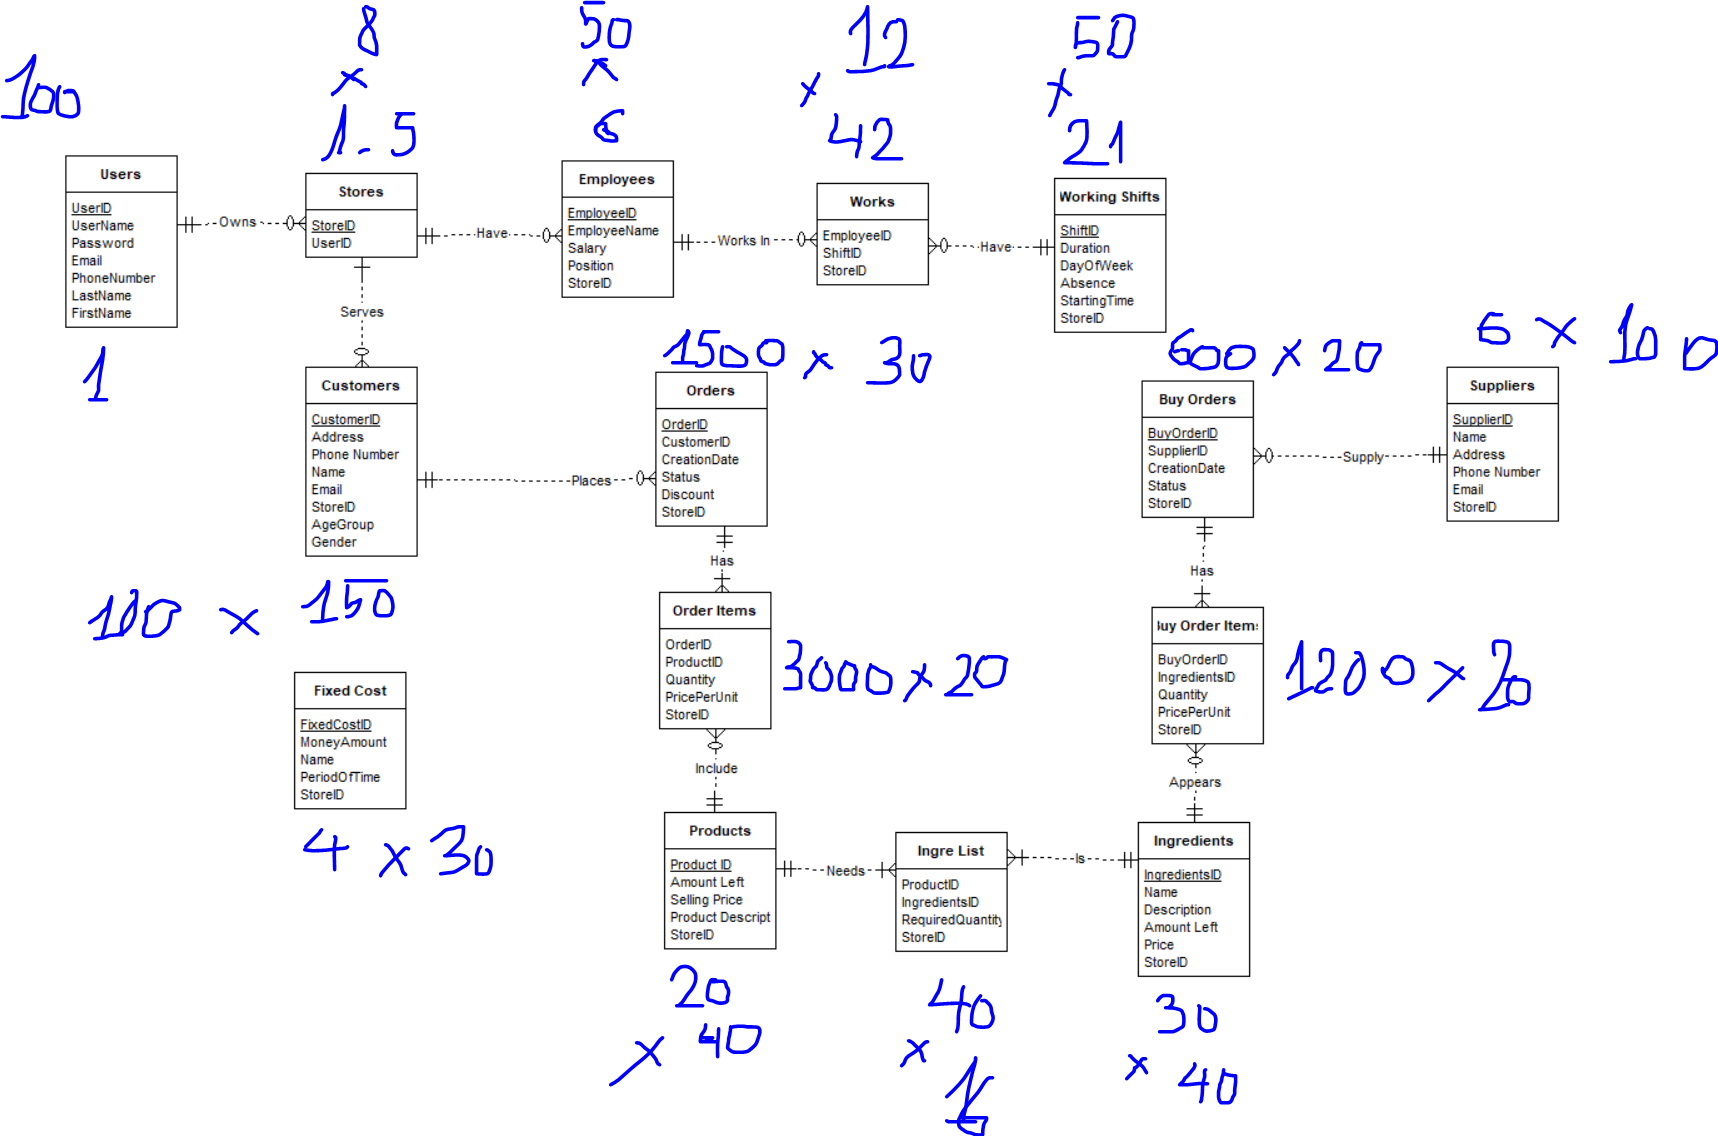 100
8
x
1.5
50
x
6
12
x
42
50
x
21
Users
UserID
UserName
Password
Email
PhoneNumber
LastName
FirstName
1
Owns
Stores
StoreID
UserID
Have
Employees
EmployeeID
EmployeeName
Salary
Position
StoreID
Works In
Works
EmployeeID
ShiftID
StoreID
Have
Working Shifts
ShiftID
Duration
DayOfWeek
Absence
StartingTime
StoreID
Serves
Customers
CustomerID
Address
Phone Number
Name
Email
StoreID
AgeGroup
Gender
100 x 150
Places
1500 x 30
Orders
OrderID
CustomerID
CreationDate
Status
Discount
StoreID
600 x 20
Buy Orders
BuyOrderID
SupplierID
CreationDate
Status
StoreID
Supply
x 100
Suppliers
SupplierID
Name
Address
Phone Number
Email
StoreID
Has
Order Items
OrderID
ProductID
Quantity
PricePerUnit
StoreID
3000 x 20
Has
uy Order Item
BuyOrderID
IngredientsID
Quantity
PricePerUnit
StoreID
1200 x 20
Fixed Cost
FixedCostID
MoneyAmount
Name
PeriodOfTime
StoreID
4 x 30
Include
Appears
Products
Product ID
Amount Left
Selling Price
Product Descript
StoreID
20
x 40
Needs
Ingre List
ProductID
IngredientsID
RequiredQuantity
StoreID
40
x
Is
Ingredients
IngredientsID
Name
Description
Amount Left
Price
StoreID
30
x 40